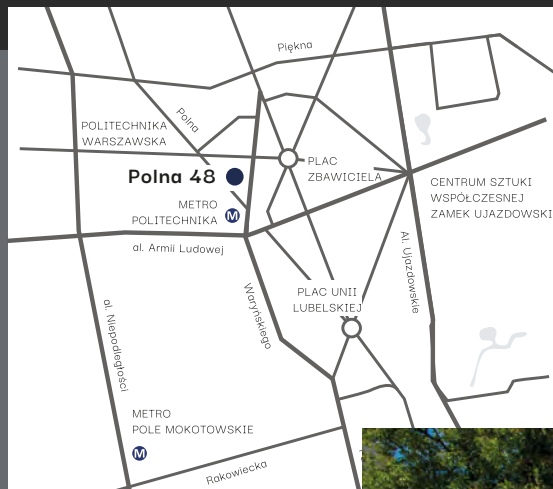 Piękna
Polna
POLITECHNIKA
WARSZAWSKA
PLAC
ZBAWICIELA
Polna 48
CENTRUM SZTUKI
WSPÓŁCZESNEJ
ZAMEK UJAZDOWSKI
METRO
POLITECHNIKA
M
al. Armii Ludowej
Al. Ujazdowskie
PLAC UNII
LUBELSKIEJ
Waryńskiego
al. Niepodległości
METRO
POLE MOKOTOWSKIE
M
Rakowiecka